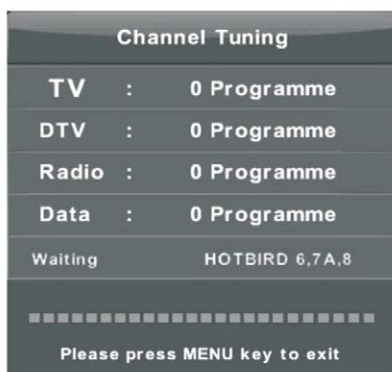 Channel Tuning
TV : 0 Programme
DTV : 0 Programme
Radio : 0 Programme
Data : 0 Programme
Waiting HOTBIRD 6,7A,8
Please press MENU key to exit